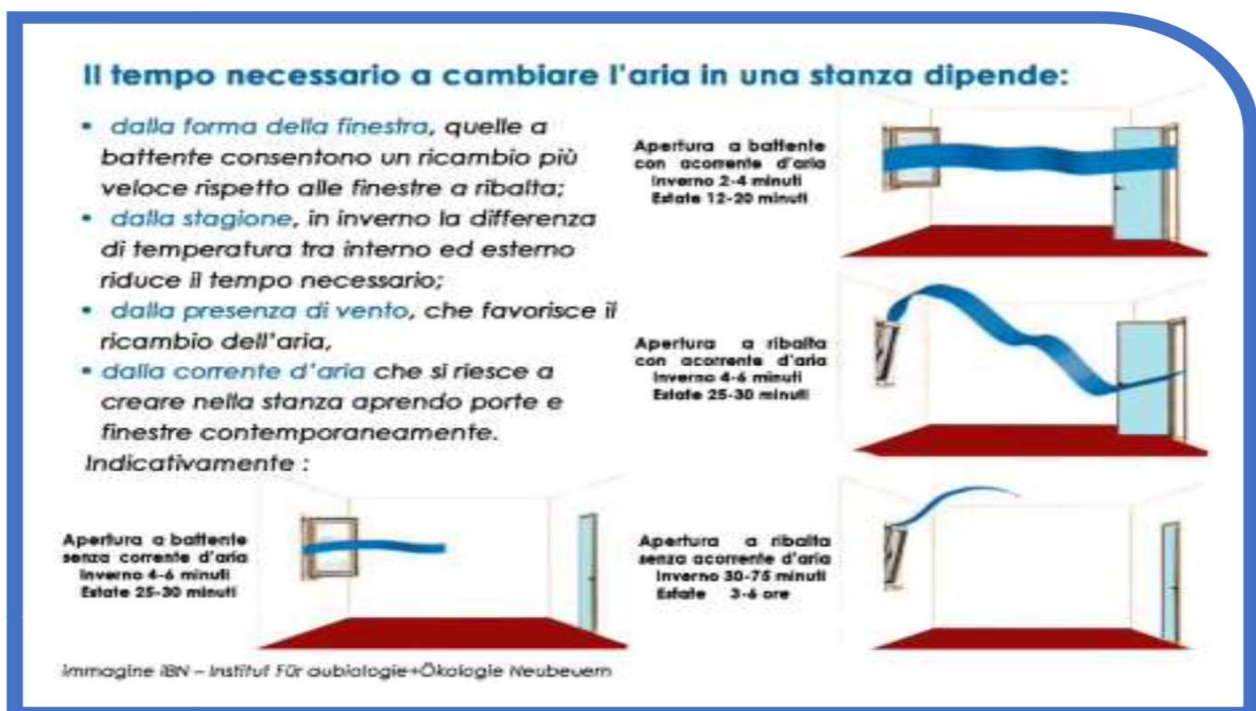 Il tempo necessario a cambiare l'aria in una stanza dipende:
• dalla forma della finestra, quelle a
battente consentono un ricambio più
veloce rispetto alle finestre a ribalta;
• dalla stagione, in inverno la differenza
di temperatura tra interno ed esterno
riduce il tempo necessario;
• dalla presenza di vento, che favorisce il
ricambio dell'aria,
• dalla corrente d'aria che si riesce a
creare nella stanza aprendo porte e
finestre contemporaneamente.
Indicativamente :
Apertura a battente
con acorrente d'aria
Inverno 2-4 minuti
Estate 12-20 minuti
Apertura a ribalta
con acorrente d'aria
Inverno 4-6 minuti
Estate 25-30 minuti
Apertura a battente
senza corrente d'aria
Inverno 4-6 minuti
Estate 25-30 minuti
Apertura a ribalta
senza acorrente d'aria
Inverno 30-75 minuti
Estate 3-6 ore
immagine IBN – Institut Für aubiologie+Ökologie Neubeuern